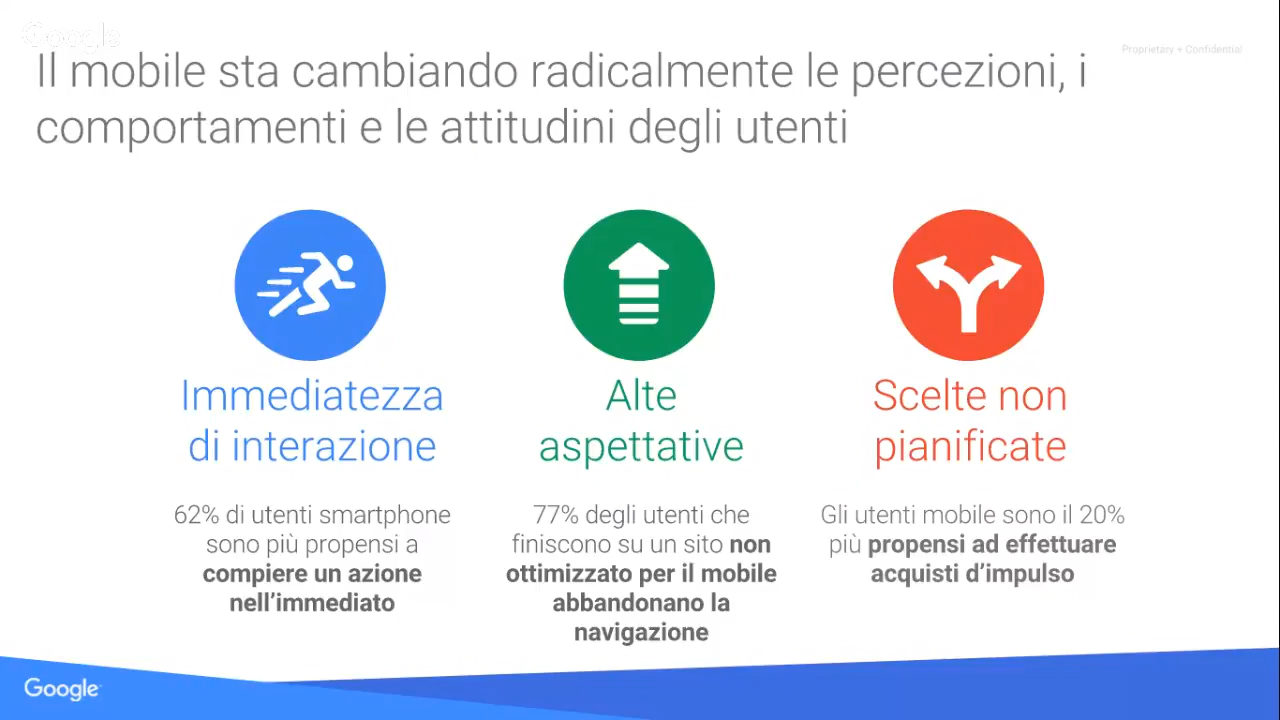 Google
Proprietary + Confidential
Il mobile sta cambiando radicalmente le percezioni, i
comportamenti e le attitudini degli utenti
Immediatezza
di interazione
62% di utenti smartphone
sono più propensi a
compiere un azione
nell’immediato
Alte
aspettative
77% degli utenti che
finiscono su un sito non
ottimizzato per il mobile
abbandonano la
navigazione
Scelte non
pianificate
Gli utenti mobile sono il 20%
più propensi ad effettuare
acquisti d’impulso
Google